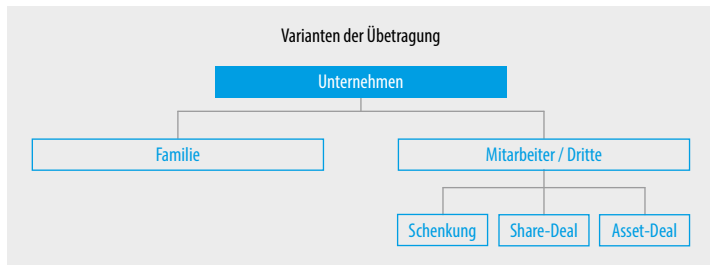 Varianten der Übetragung
Unternehmen
Familie
Mitarbeiter / Dritte
Schenkung
Share-Deal
Asset-Deal